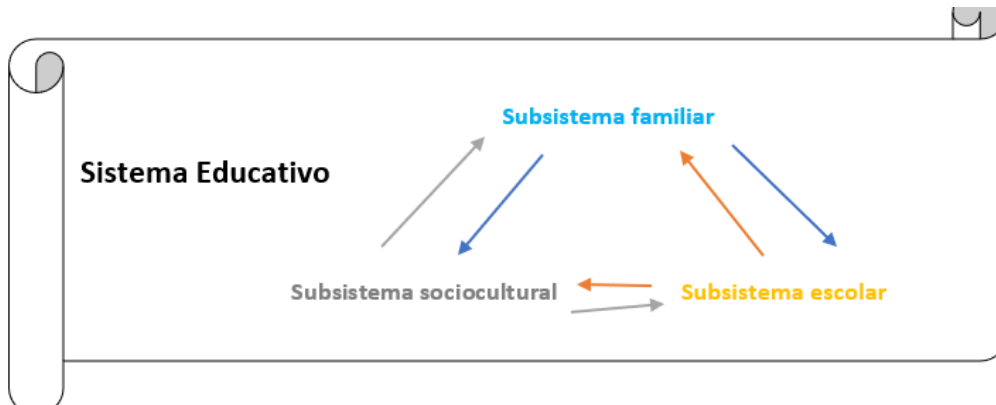 Subsistema familiar
Sistema Educativo
Subsistema sociocultural
Subsistema escolar